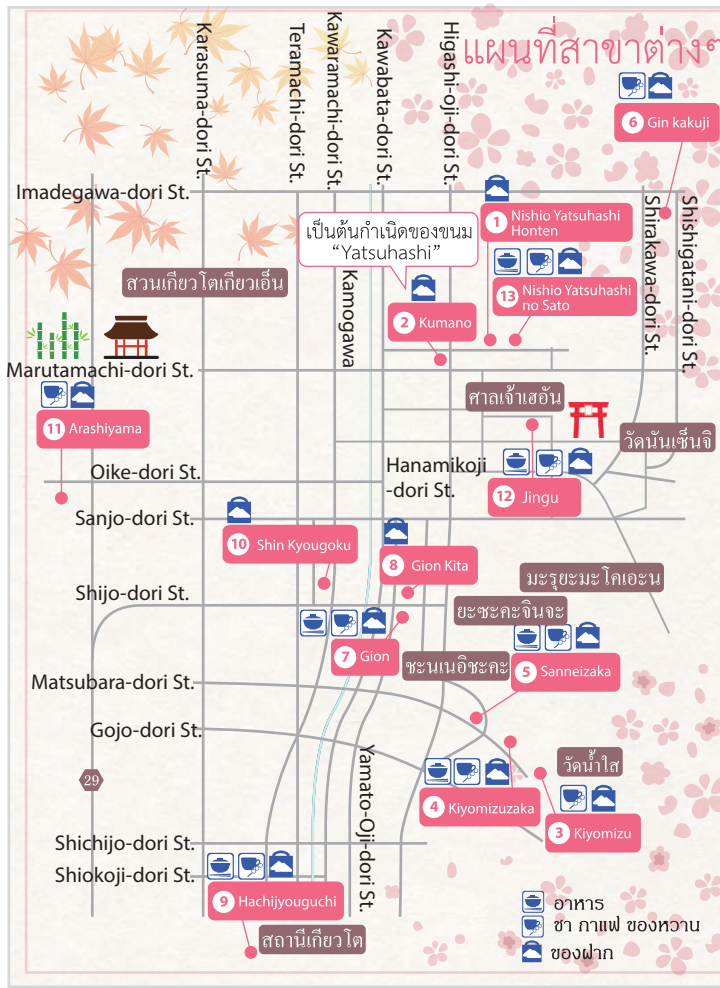 แผนที่สาขาต่างๆ
Karasuma-dori St.
Teramachi-dori St.
Kawaramachi-dori St.
Kawabata-dori St.
Higashi-oji-dori St.
6 Gin kakuji
Imadegawa-dori St.
1 Nishio Yatsuhashi
Honten
Shirakawa-dori St.
Shishigatani-dori St.
เป็นต้นกำเนิดของขนม
“Yatsuhashi”
13 Nishio Yatsuhashi
no Sato
สวนเกียวโตเกียวเอ็น
Kamogawa
2 Kumano
Marutamachi-dori St.
11 Arashiyama
ศาลเจ้าเฮอัน
วัดนันเซ็นจิ
Oike-dori St.
Hanamikoji
-dori St.
12 Jingu
Sanjo-dori St.
10 Shin Kyougoku
8 Gion Kita
มะรุยะมะโคเอะน
Shijo-dori St.
ยะซะคะจินจะ
7 Gion
ชะนเนอิชะคะ
5 Sanneizaka
Matsubara-dori St.
Gojo-dori St.
Yamato-Oji-dori St.
วัดน้ำใส
29
4 Kiyomizuzaka
3 Kiyomizu
Shichijo-dori St.
Shiokoji-dori St.
9 Hachijyouguchi
สถานีเกียวโต
อาหาร
ชา กาแฟ ของหวาน
ของฝาก